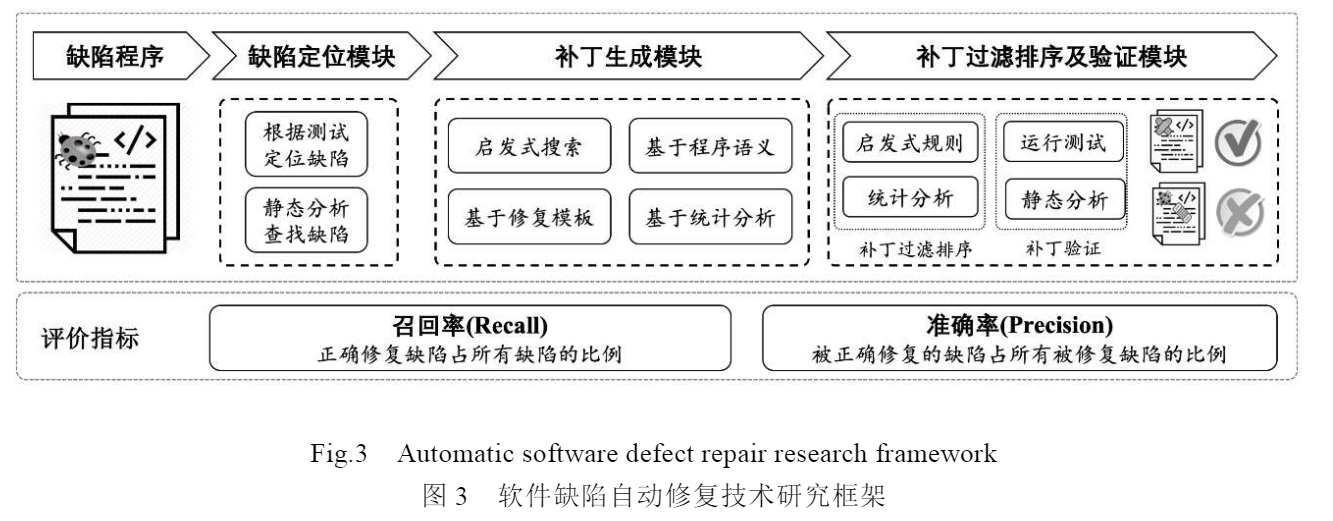 缺陷程序
缺陷定位模块
补丁生成模块
补丁过滤排序及验证模块
</>
根据测试
定位缺陷
静态分析
查找缺陷
启发式搜索
基于程序语义
基于修复模板
基于统计分析
启发式规则
统计分析
补丁过滤排序
运行测试
静态分析
补丁验证
</>
</>
评价指标
召回率(Recall)
正确修复缺陷占所有缺陷的比例
准确率(Precision)
被正确修复的缺陷占所有被修复缺陷的比例
Fig.3 Automatic software defect repair research framework
图 3 软件缺陷自动修复技术研究框架